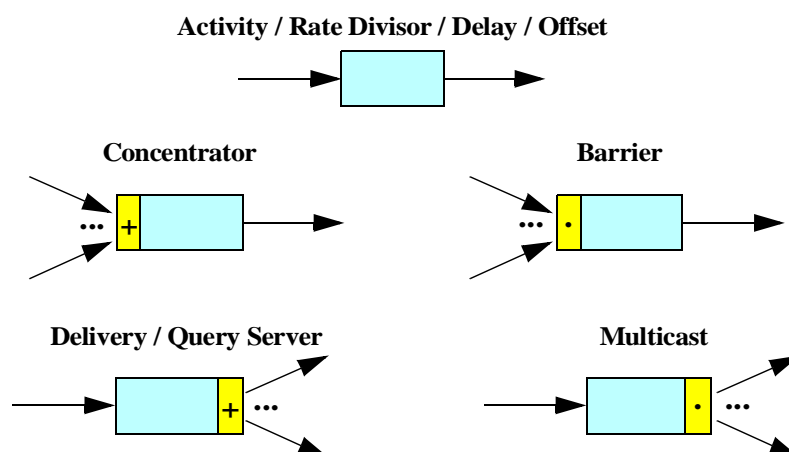 Activity / Rate Divisor / Delay / Offset
Concentrator
Barrier
... +
... ·
Delivery / Query Server
Multicast
+ ...
· ...